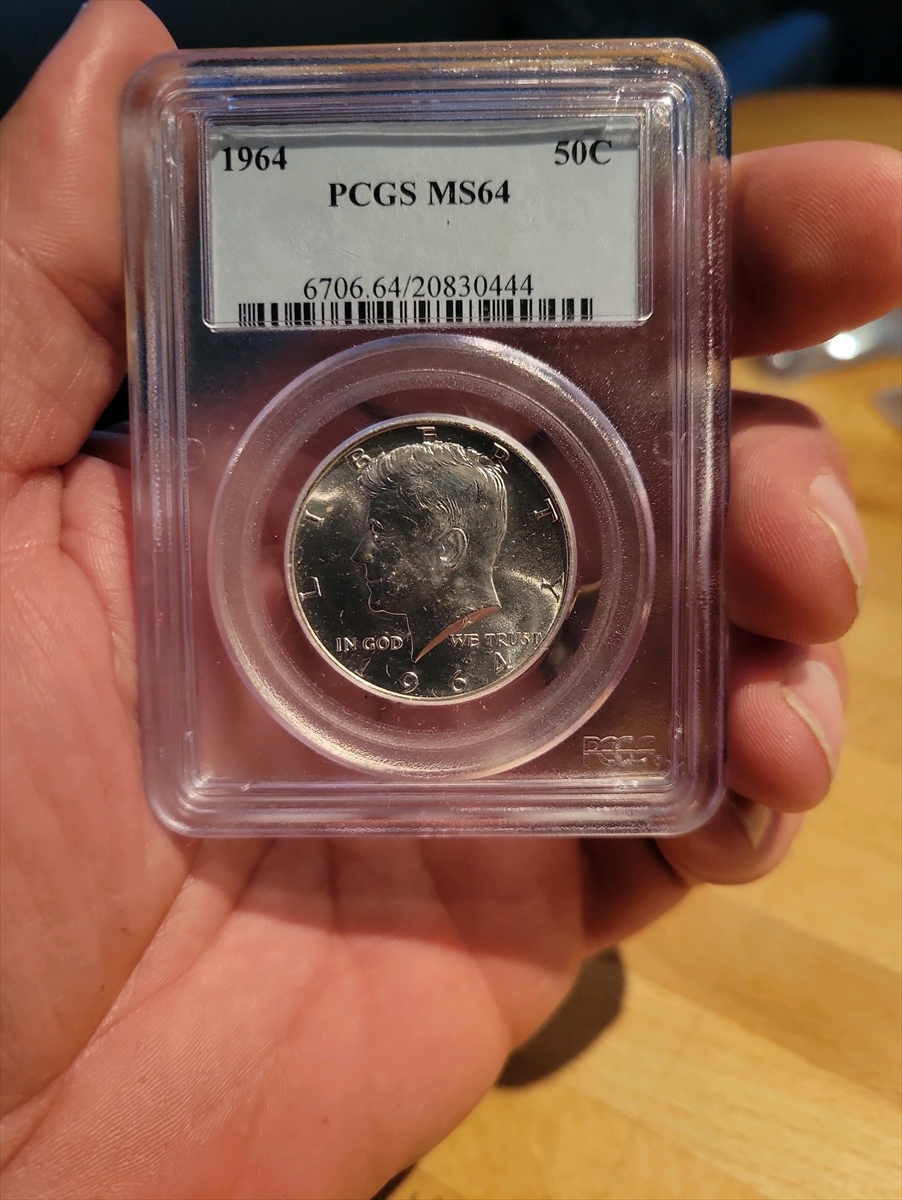 1964 50C
PCGS MS64
6706.64/20830444
LIBERTY
IN GOD WE TRUST
1964
PCGS